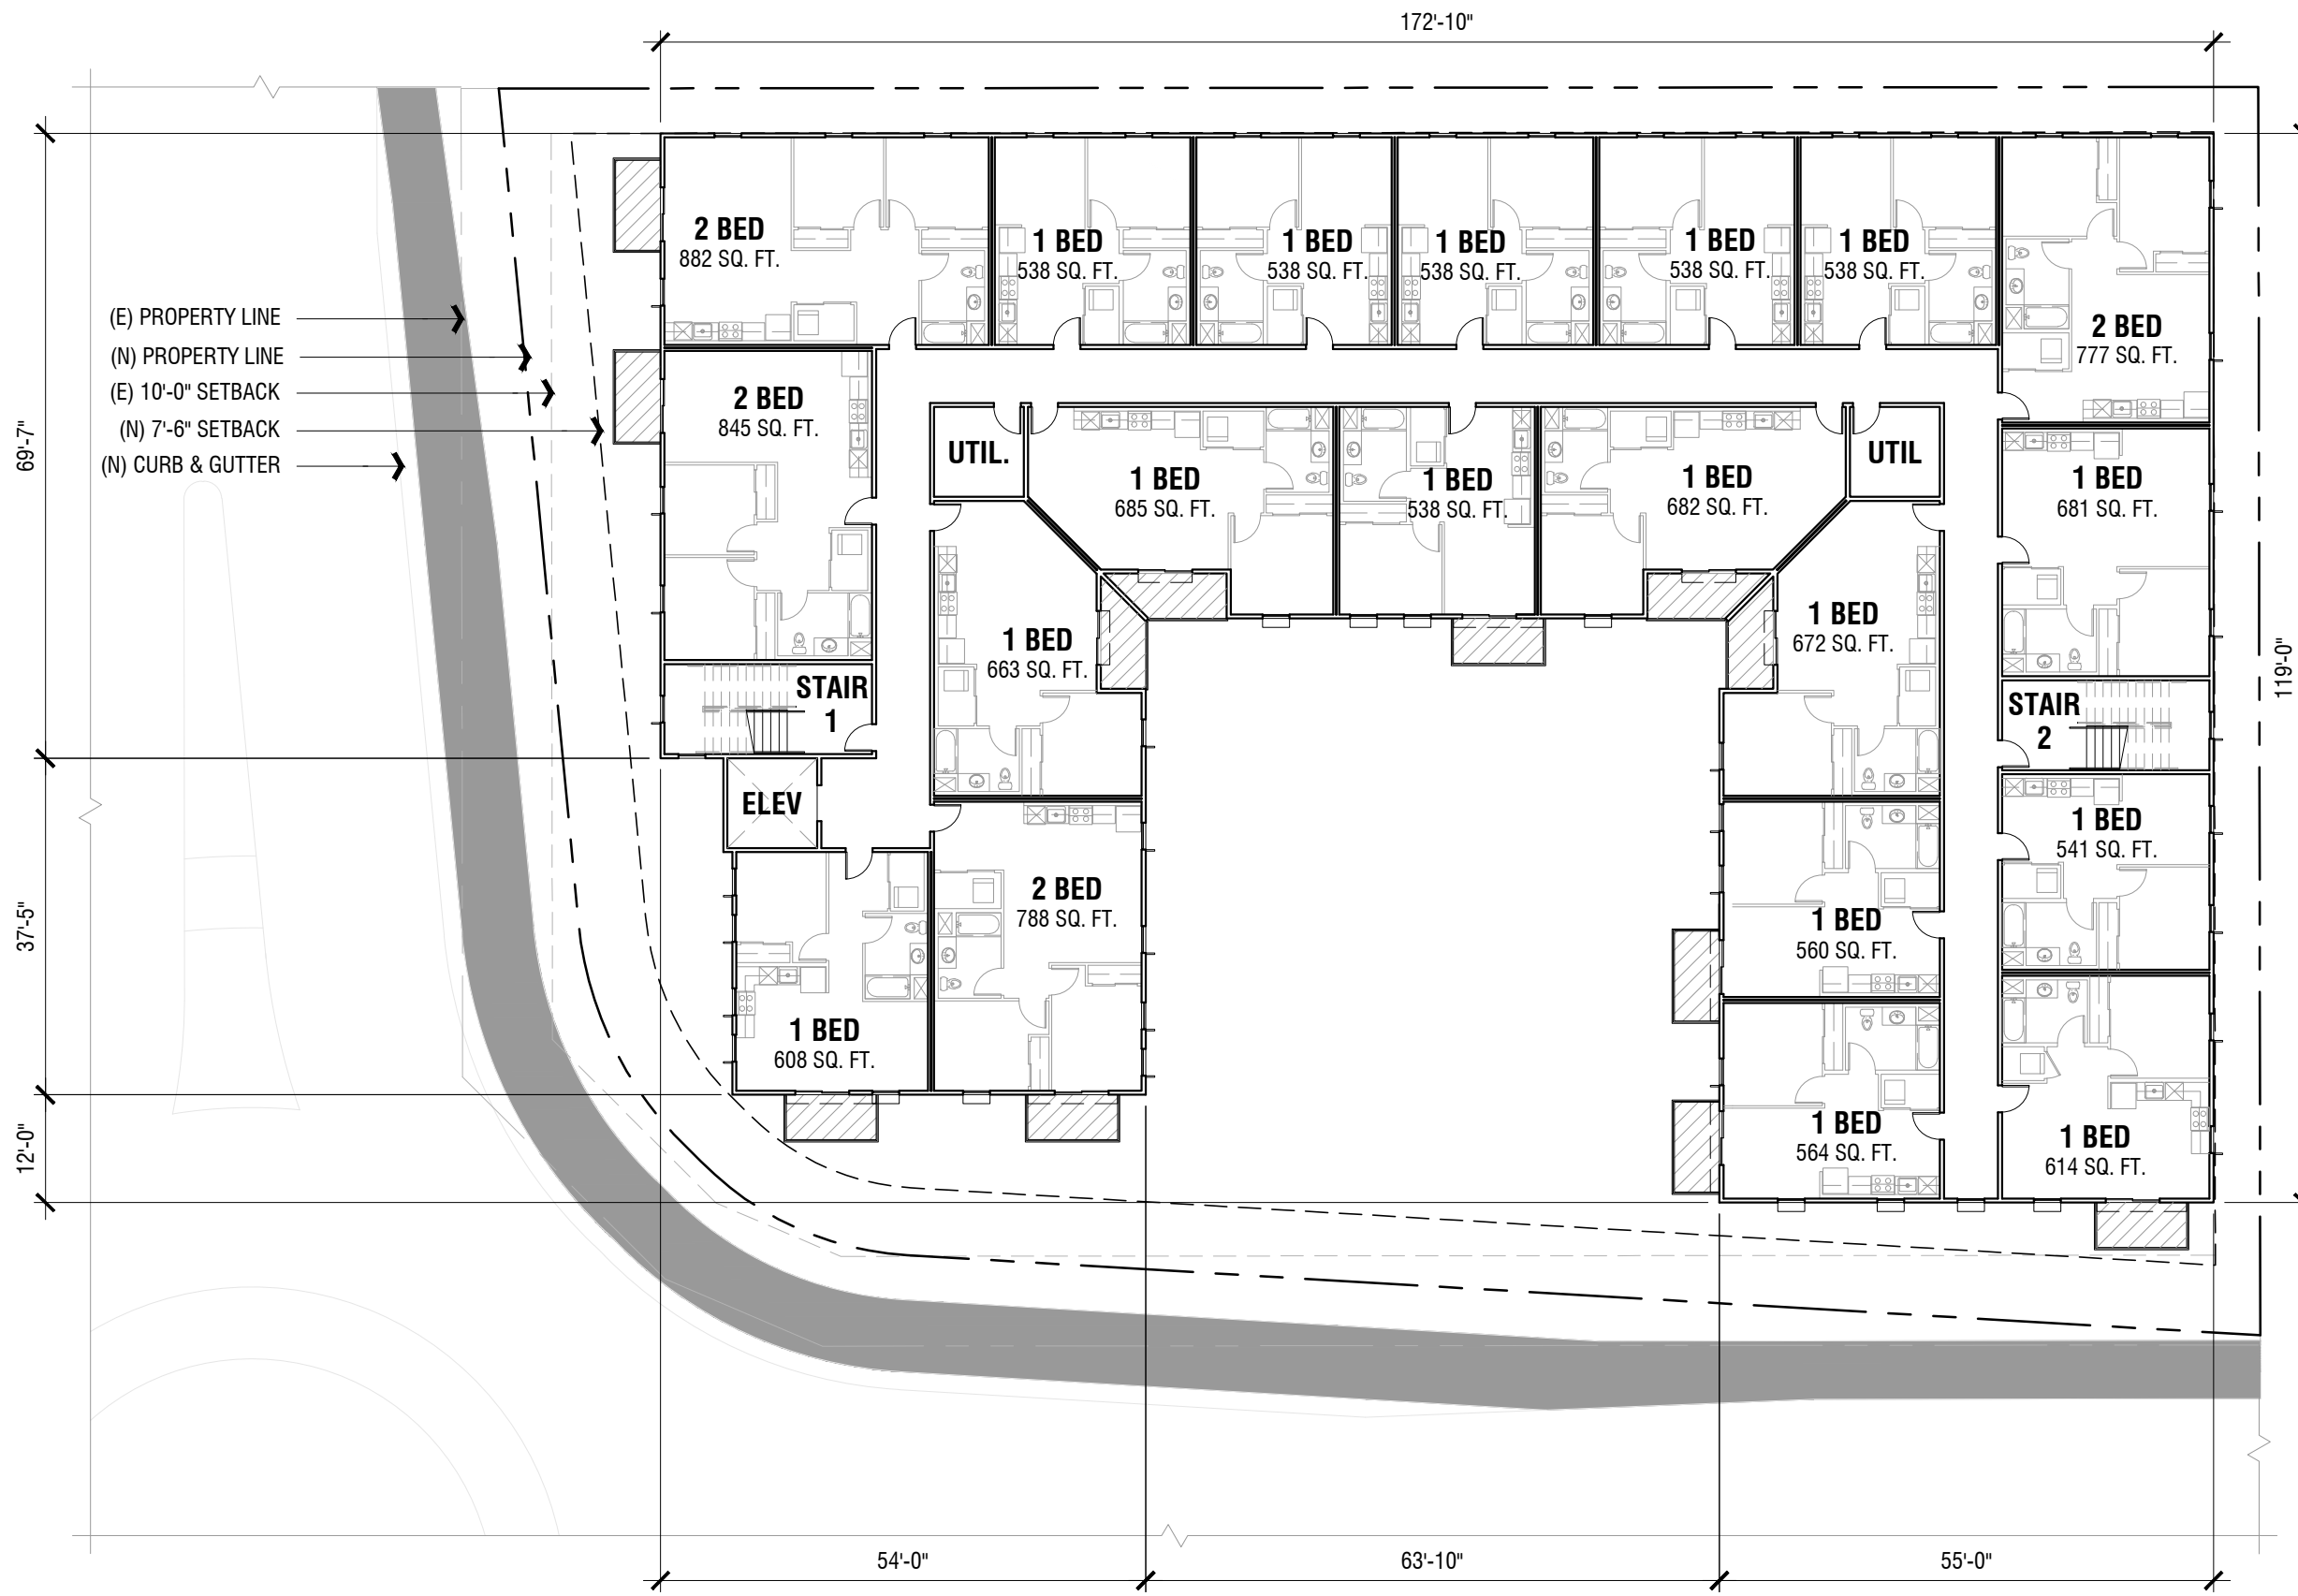 172'-10"
2 BED
882 SQ. FT.
1 BED
538 SQ. FT.
1 BED
538 SQ. FT.
1 BED
538 SQ. FT.
1 BED
538 SQ. FT.
1 BED
538 SQ. FT.
2 BED
777 SQ. FT.
(E) PROPERTY LINE
(N) PROPERTY LINE
(E) 10'-0" SETBACK
(N) 7'-6" SETBACK
(N) CURB & GUTTER
69'-7"
2 BED
845 SQ. FT.
UTIL.
1 BED
685 SQ. FT.
1 BED
538 SQ. FT.
1 BED
682 SQ. FT.
UTIL
1 BED
681 SQ. FT.
1 BED
663 SQ. FT.
1 BED
672 SQ. FT.
STAIR
1
STAIR
2
119'-0"
ELEV
1 BED
541 SQ. FT.
2 BED
788 SQ. FT.
1 BED
560 SQ. FT.
37'-5"
1 BED
608 SQ. FT.
1 BED
564 SQ. FT.
1 BED
614 SQ. FT.
12'-0"
54'-0"
63'-10"
55'-0"